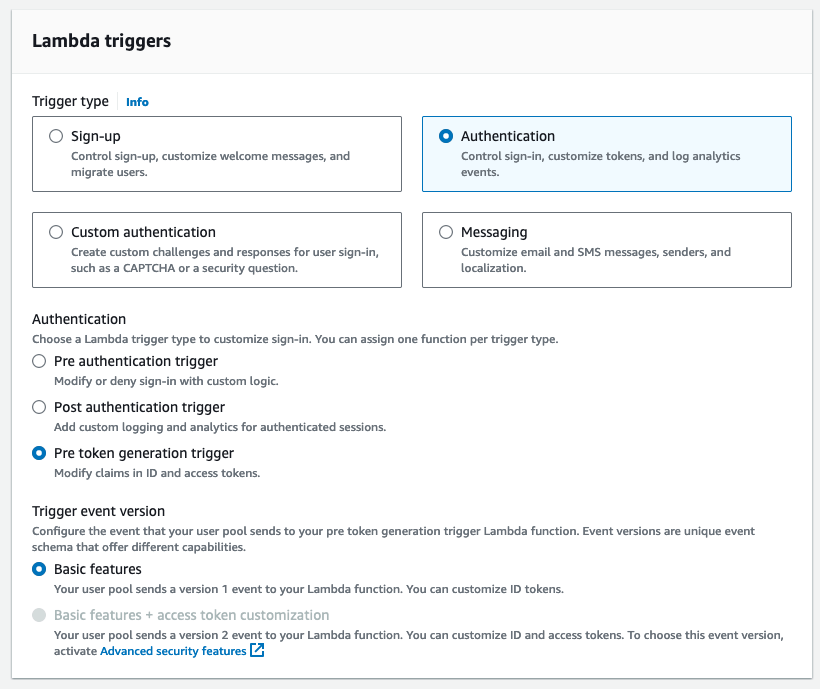 Lambda triggers
Trigger type
Info
Sign-up
Control sign-up, customize welcome messages, and
migrate users.
Authentication
Control sign-in, customize tokens, and log analytics
events.
Custom authentication
Create custom challenges and responses for user sign-in,
such as a CAPTCHA or a security question.
Messaging
Customize email and SMS messages, senders, and
localization.
Authentication
Choose a Lambda trigger type to customize sign-in. You can assign one function per trigger type.
Pre authentication trigger
Modify or deny sign-in with custom logic.
Post authentication trigger
Add custom logging and analytics for authenticated sessions.
Pre token generation trigger
Modify claims in ID and access tokens.
Trigger event version
Configure the event that your user pool sends to your pre token generation trigger Lambda function. Event versions are unique event
schema that offer different capabilities.
Basic features
Your user pool sends a version 1 event to your Lambda function. You can customize ID tokens.
Basic features + access token customization
Your user pool sends a version 2 event to your Lambda function. You can customize ID and access tokens. To choose this event version,
activate Advanced security features